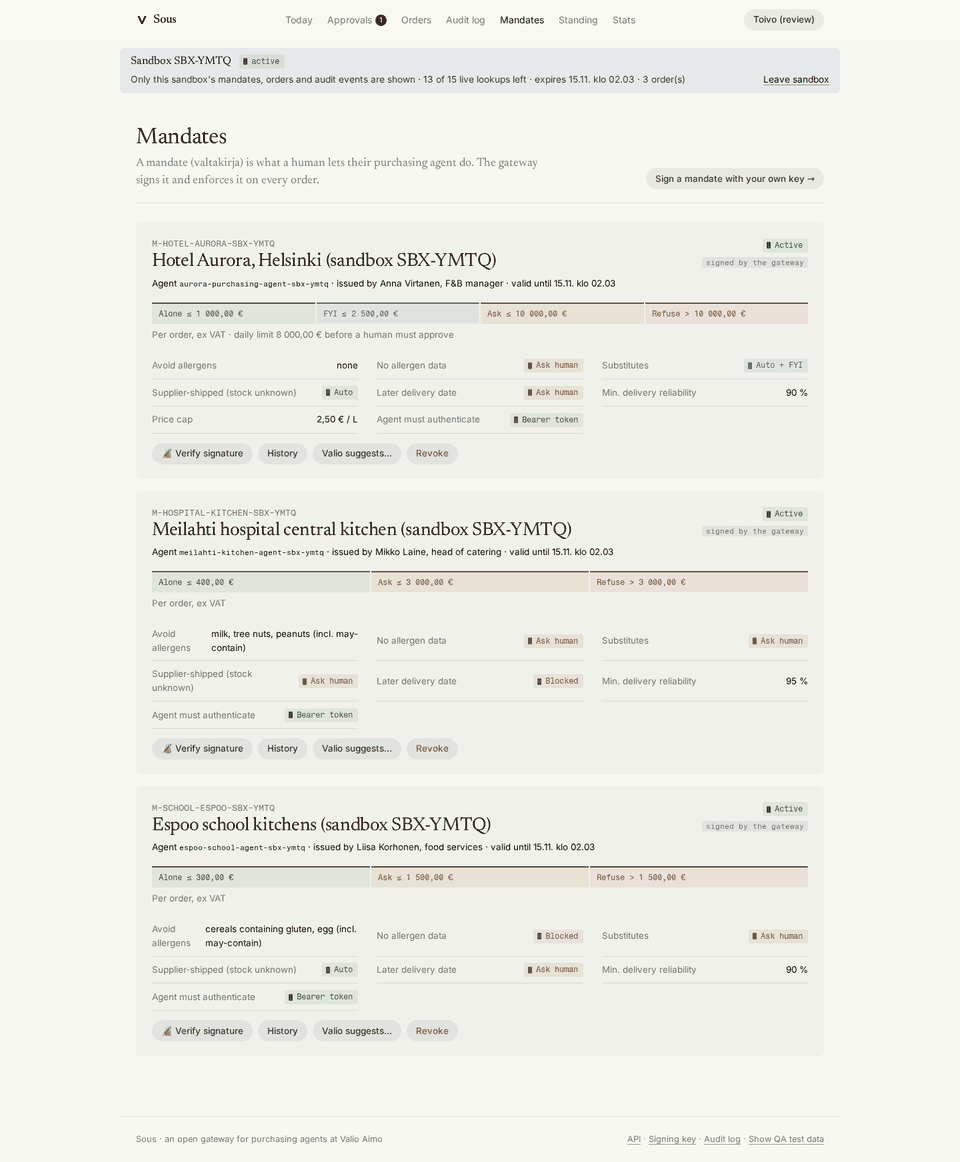 Sous
Today Approvals 1 Orders Audit log Mandates Standing Stats
Toivo (review)
Sandbox SBX-YMTQ active
Only this sandbox's mandates, orders and audit events are shown · 13 of 15 live lookups left · expires 15.11. klo 02.03 · 3 order(s)
Leave sandbox
Mandates
A mandate (valtakirja) is what a human lets their purchasing agent do. The gateway
signs it and enforces it on every order.
Sign a mandate with your own key →
M-HOTEL-AURORA-SBX-YMTQ
Active
Hotel Aurora, Helsinki (sandbox SBX-YMTQ)
signed by the gateway
Agent aurora-purchasing-agent-sbx-ymtq · issued by Anna Virtanen, F&B manager · valid until 15.11. klo 02.03
Alone ≤ 1 000,00 € FYI ≤ 2 500,00 € Ask ≤ 10 000,00 € Refuse > 10 000,00 €
Per order, ex VAT · daily limit 8 000,00 € before a human must approve
Avoid allergens none No allergen data Ask human Substitutes Auto + FYI
Supplier-shipped (stock unknown) Auto Later delivery date Ask human Min. delivery reliability 90 %
Price cap 2,50 € / L Agent must authenticate Bearer token
Verify signature History Valio suggests... Revoke
M-HOSPITAL-KITCHEN-SBX-YMTQ
Active
Meilahti hospital central kitchen (sandbox SBX-YMTQ)
signed by the gateway
Agent meilahti-kitchen-agent-sbx-ymtq · issued by Mikko Laine, head of catering · valid until 15.11. klo 02.03
Alone ≤ 400,00 € Ask ≤ 3 000,00 € Refuse > 3 000,00 €
Per order, ex VAT
Avoid allergens milk, tree nuts, peanuts (incl. may-contain) No allergen data Ask human Substitutes Ask human
Supplier-shipped (stock unknown) Ask human Later delivery date Blocked Min. delivery reliability 95 %
Agent must authenticate Bearer token
Verify signature History Valio suggests... Revoke
M-SCHOOL-ESPOO-SBX-YMTQ
Active
Espoo school kitchens (sandbox SBX-YMTQ)
signed by the gateway
Agent espoo-school-agent-sbx-ymtq · issued by Liisa Korhonen, food services · valid until 15.11. klo 02.03
Alone ≤ 300,00 € Ask ≤ 1 500,00 € Refuse > 1 500,00 €
Per order, ex VAT
Avoid allergens cereals containing gluten, egg (incl. may-contain) No allergen data Blocked Substitutes Ask human
Supplier-shipped (stock unknown) Auto Later delivery date Ask human Min. delivery reliability 90 %
Agent must authenticate Bearer token
Verify signature History Valio suggests... Revoke
Sous · an open gateway for purchasing agents at Valio Aimo
API · Signing key · Audit log · Show QA test data